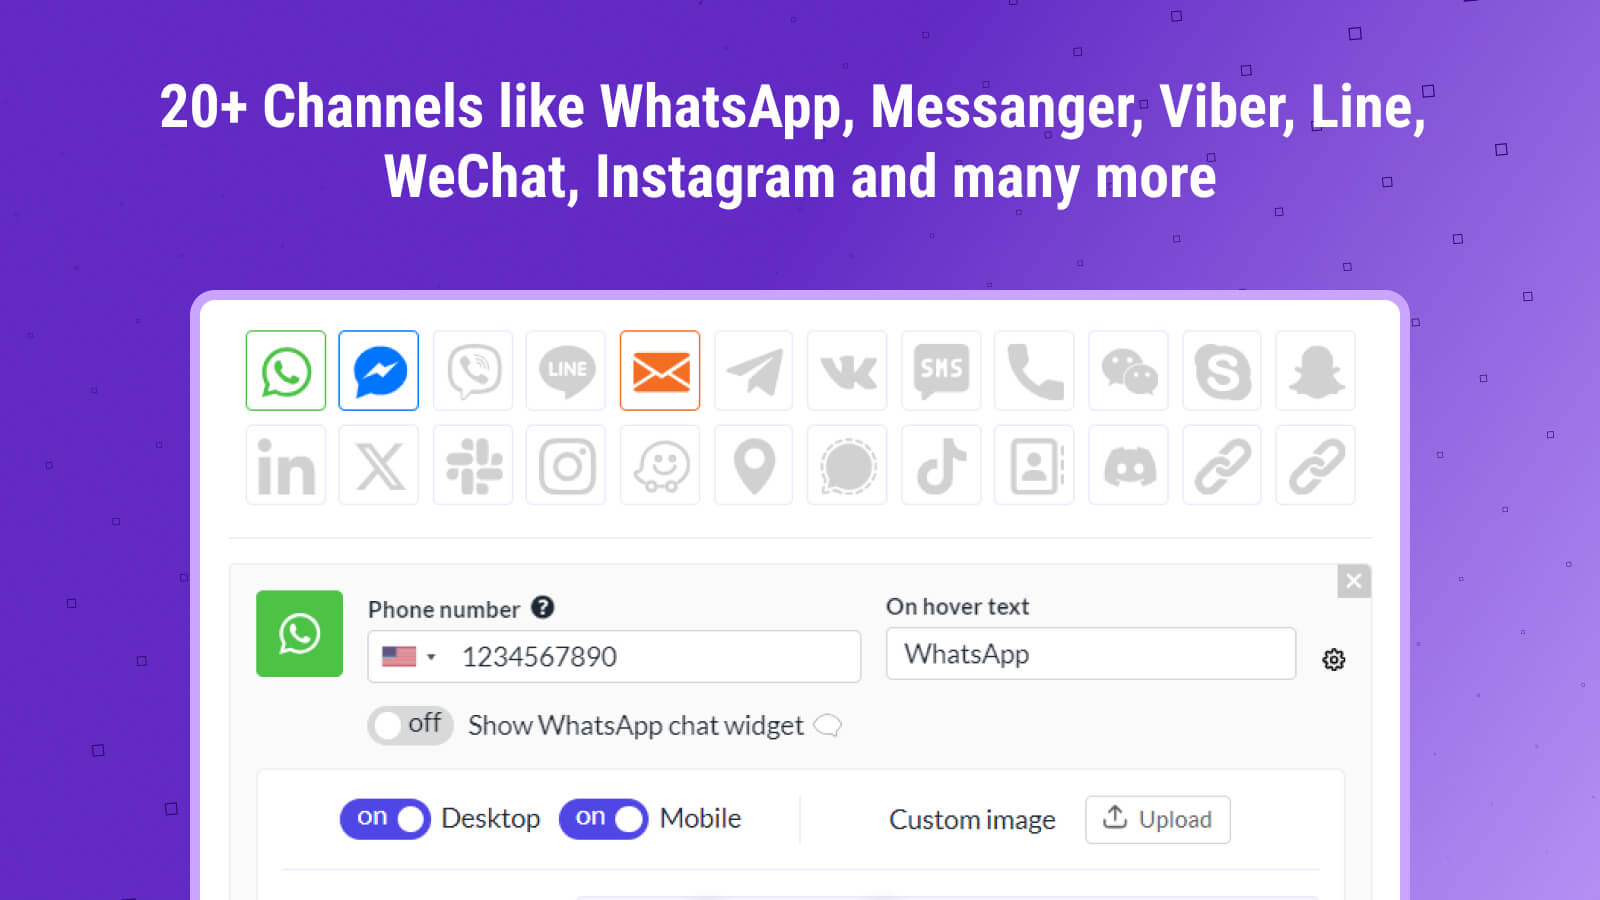 20+ Channels like WhatsApp, Messanger, Viber, Line,
WeChat, Instagram and many more
LINE
SMS
Phone number ?
On hover text
1234567890
WhatsApp
off Show WhatsApp chat widget
on Desktop on Mobile
Custom image Upload